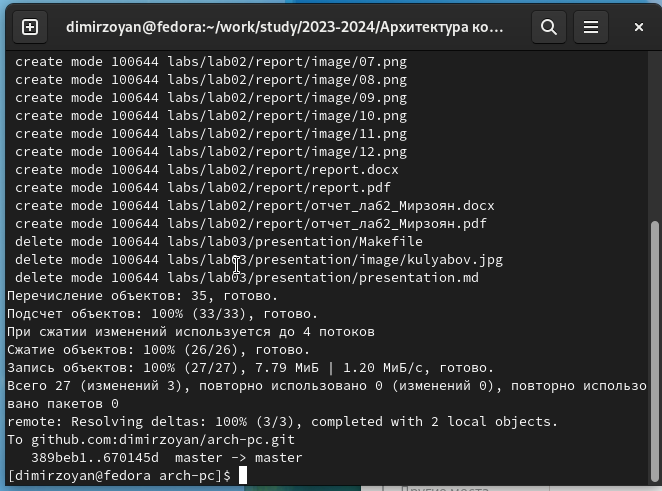 dimirzoyan@fedora:~/work/study/2023-2024/Архитектура ко...
create mode 100644 labs/lab02/report/image/07.png
create mode 100644 labs/lab02/report/image/08.png
create mode 100644 labs/lab02/report/image/09.png
create mode 100644 labs/lab02/report/image/10.png
create mode 100644 labs/lab02/report/image/11.png
create mode 100644 labs/lab02/report/image/12.png
create mode 100644 labs/lab02/report/report.docx
create mode 100644 labs/lab02/report/report.pdf
create mode 100644 labs/lab02/report/отчет_ла62_Мирзоян.docx
create mode 100644 labs/lab02/report/отчет_ла62_Мирзоян.pdf
delete mode 100644 labs/lab03/presentation/Makefile
delete mode 100644 labs/lab03/presentation/image/kulyabov.jpg
delete mode 100644 labs/lab03/presentation/presentation.md
Перечисление объектов: 35, готово.
Подсчет объектов: 100% (33/33), готово.
При сжатии изменений используется до 4 потоков
Сжатие объектов: 100% (26/26), готово.
Запись объектов: 100% (27/27), 7.79 МиБ | 1.20 МиБ/с, готово.
Всего 27 (изменений 3), повторно использовано 0 (изменений 0), повторно использо
вано пакетов 0
remote: Resolving deltas: 100% (3/3), completed with 2 local objects.
To github.com:dimirzoyan/arch-pc.git
389beb1..670145d  master -> master
[dimirzoyan@fedora arch-pc]$